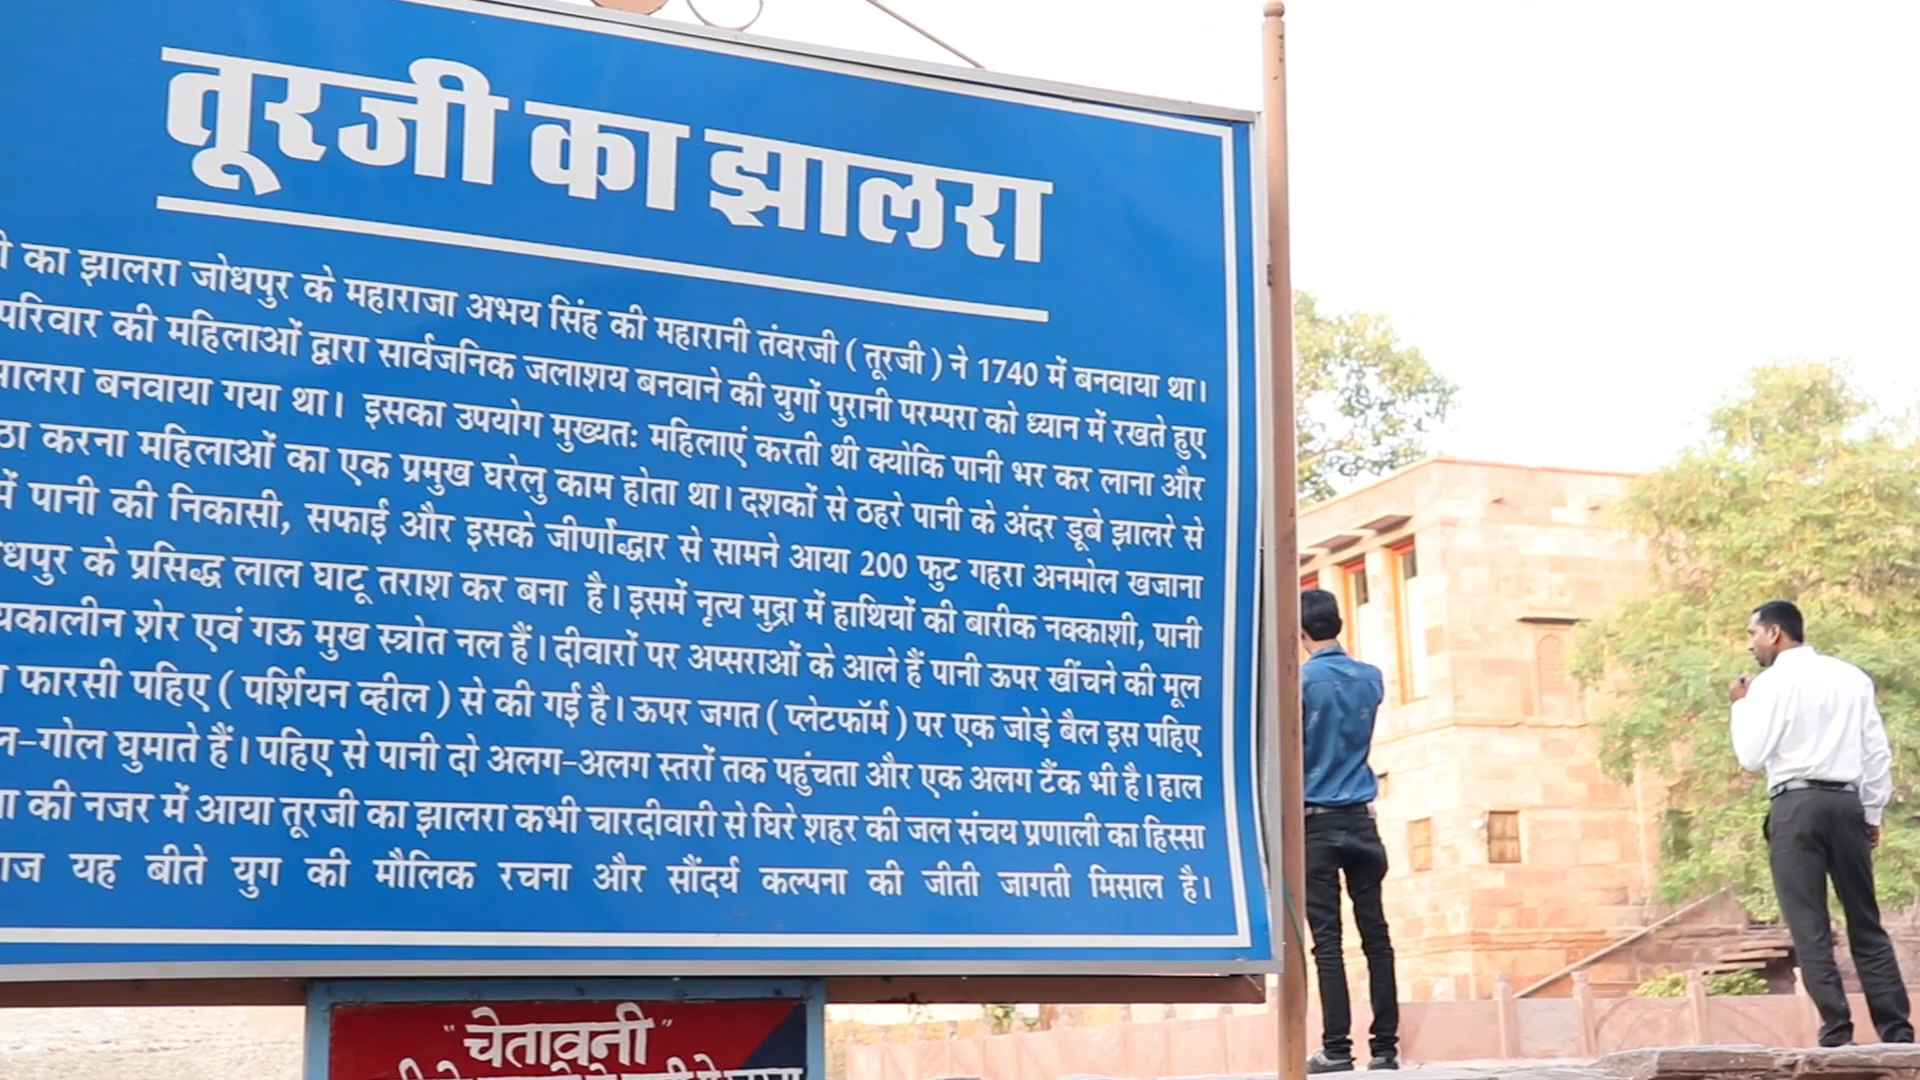 तूरजी का झालरा
का झालरा जोधपुर के महाराजा अभय सिंह की महारानी तंवरजी ( तूरजी ) ने 1740 में बनवाया था।
परिवार की महिलाओं द्वारा सार्वजनिक जलाशय बनवाने की युगों पुरानी परम्परा को ध्यान में रखते हुए
झालरा बनवाया गया था। इसका उपयोग मुख्यतः महिलाएं करती थी क्योकि पानी भर कर लाना और
करना महिलाओं का एक प्रमुख घरेलु काम होता था। दशकों से ठहरे पानी के अंदर डूबे झालरे से
में पानी की निकासी, सफाई और इसके जीर्णोद्धार से सामने आया 200 फुट गहरा अनमोल खजाना
के प्रसिद्ध लाल घाटू तराश कर बना है। इसमें नृत्य मुद्रा में हाथियों की बारीक नक्काशी, पानी
शेर एवं गऊ मुख स्त्रोत नल हैं। दीवारों पर अप्सराओं के आले हैं पानी ऊपर खींचने की मूल
फारसी पहिए ( पर्शियन व्हील ) से की गई है। ऊपर जगत ( प्लेटफॉर्म ) पर एक जोड़े बैल इस पहिए
-गोल घुमाते हैं। पहिए से पानी दो अलग-अलग स्तरों तक पहुंचता और एक अलग टैंक भी है। हाल
की नजर में आया तूरजी का झालरा कभी चारदीवारी से घिरे शहर की जल संचय प्रणाली का हिस्सा
यह बीते युग की मौलिक रचना और सौंदर्य कल्पना की जीती जागती मिसाल है।
" चेतावनी "